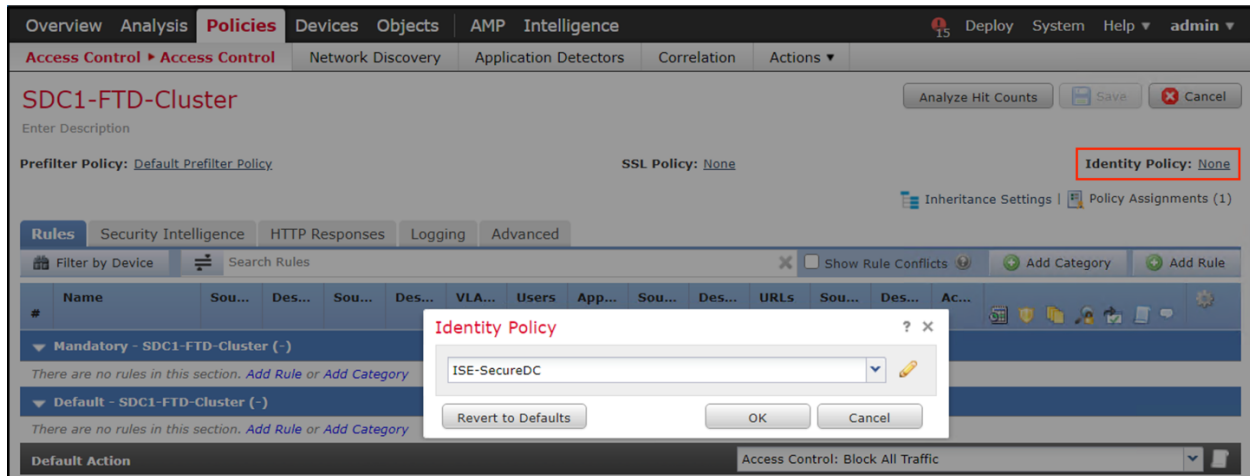 Overview Analysis Policies Devices Objects AMP Intelligence 15 Deploy System Help ▼ admin ▼
Access Control ▸ Access Control Network Discovery Application Detectors Correlation Actions ▼
SDC1-FTD-Cluster Analyze Hit Counts Save Cancel
Enter Description
Prefilter Policy: Default Prefilter Policy SSL Policy: None Identity Policy: None
Inheritance Settings | Policy Assignments (1)
Rules Security Intelligence HTTP Responses Logging Advanced
Filter by Device Search Rules Show Rule Conflicts ? Add Category Add Rule
# Name Sou... Des... Sou... Des... VLA... Users App... Sou... Des... URLs Sou... Des... Ac...
Identity Policy ? ×
Mandatory - SDC1-FTD-Cluster (-)
ISE-SecureDC
There are no rules in this section. Add Rule or Add Category
Default - SDC1-FTD-Cluster (-)
Revert to Defaults OK Cancel
There are no rules in this section. Add Rule or Add Category
Default Action Access Control: Block All Traffic